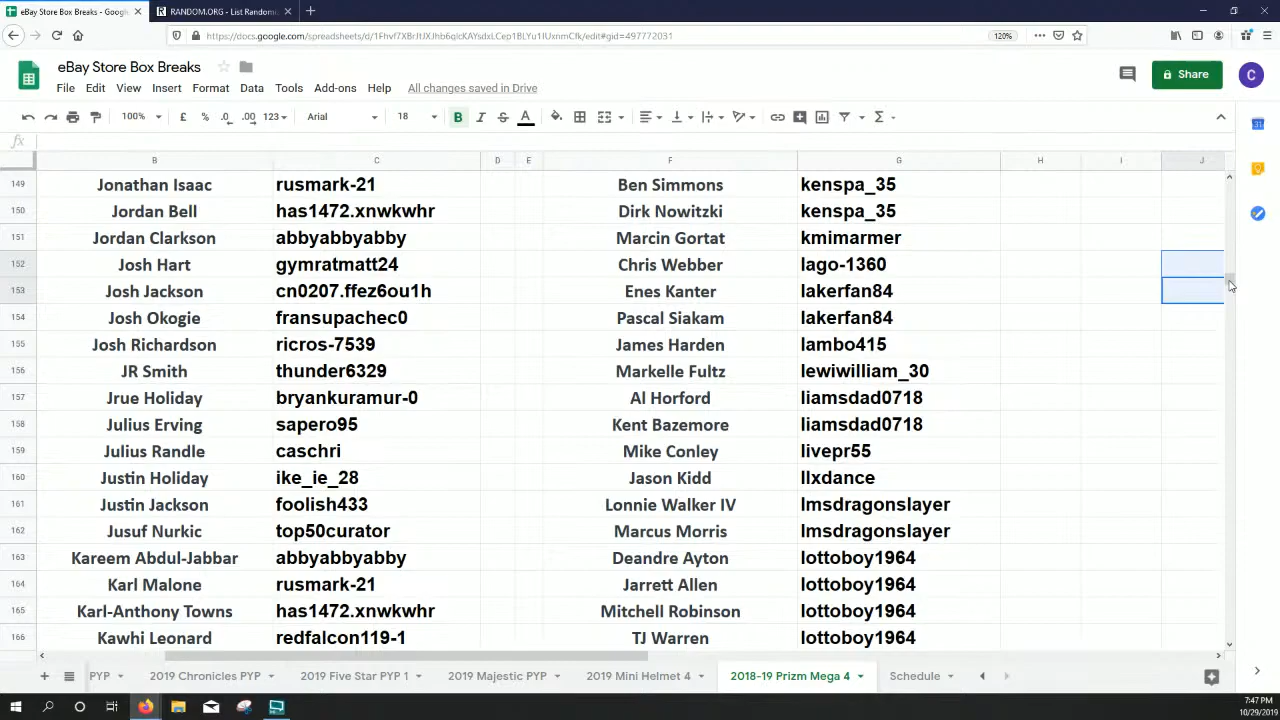 eBay Store Box Breaks - Google
RANDOM.ORG - List Randomi
https://docs.google.com/spreadsheets/d/1Fhvf7XBrJtJXJhb6qlcKAYsdxLCep1BLYu1IUxnmCfk/edit#gid=497772031
120%
eBay Store Box Breaks
Share
C
File Edit View Insert Format Data Tools Add-ons Help All changes saved in Drive
100% £ % .0 .00 123 Arial 18 B I S A
fx
B C D E F G H I J
149 Jonathan Isaac rusmark-21 Ben Simmons kenspa_35
150 Jordan Bell has1472.xnwkwhr Dirk Nowitzki kenspa_35
151 Jordan Clarkson abbyabbyabby Marcin Gortat kmimarmer
152 Josh Hart gymratmatt24 Chris Webber lago-1360
153 Josh Jackson cn0207.ffez6ou1h Enes Kanter lakerfan84
154 Josh Okogie fransupachec0 Pascal Siakam lakerfan84
155 Josh Richardson ricros-7539 James Harden lambo415
156 JR Smith thunder6329 Markelle Fultz lewiwilliam_30
157 Jrue Holiday bryankuramur-0 Al Horford liamsdad0718
158 Julius Erving sapero95 Kent Bazemore liamsdad0718
159 Julius Randle caschri Mike Conley livepr55
160 Justin Holiday ike_ie_28 Jason Kidd llxdance
161 Justin Jackson foolish433 Lonnie Walker IV lmsdragonslayer
162 Jusuf Nurkic top50curator Marcus Morris lmsdragonslayer
163 Kareem Abdul-Jabbar abbyabbyabby Deandre Ayton lottoboy1964
164 Karl Malone rusmark-21 Jarrett Allen lottoboy1964
165 Karl-Anthony Towns has1472.xnwkwhr Mitchell Robinson lottoboy1964
166 Kawhi Leonard redfalcon119-1 TJ Warren lottoboy1964
PYP 2019 Chronicles PYP 2019 Five Star PYP 1 2019 Majestic PYP 2019 Mini Helmet 4 2018-19 Prizm Mega 4 Schedule
7:47 PM
10/29/2019